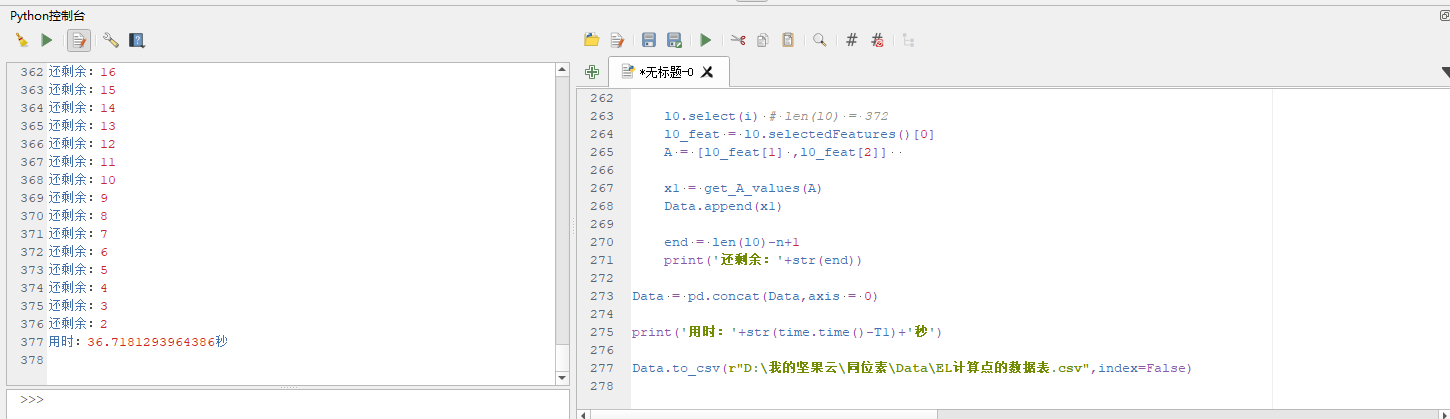 Python控制台
362 还剩余: 16
363 还剩余: 15
364 还剩余: 14
365 还剩余: 13
366 还剩余: 12
367 还剩余: 11
368 还剩余: 10
369 还剩余: 9
370 还剩余: 8
371 还剩余: 7
372 还剩余: 6
373 还剩余: 5
374 还剩余: 4
375 还剩余: 3
376 还剩余: 2
377 用时: 36.7181293964386秒
378
>>>
*无标题-0
262
263 l0.select(i) # len(l0) = 372
264 l0_feat = l0.selectedFeatures()[0]
265 A = [l0_feat[1] ,l0_feat[2]]
266
267 x1 = get_A_values(A)
268 Data.append(x1)
269
270 end = len(l0)-n+1
271 print('还剩余: '+str(end))
272
273 Data = pd.concat(Data,axis = 0)
274
275 print('用时: '+str(time.time()-T1)+'秒')
276
277 Data.to_csv(r"D:\我的坚果云\同位素\Data\EL计算点的数据表.csv",index=False)
278